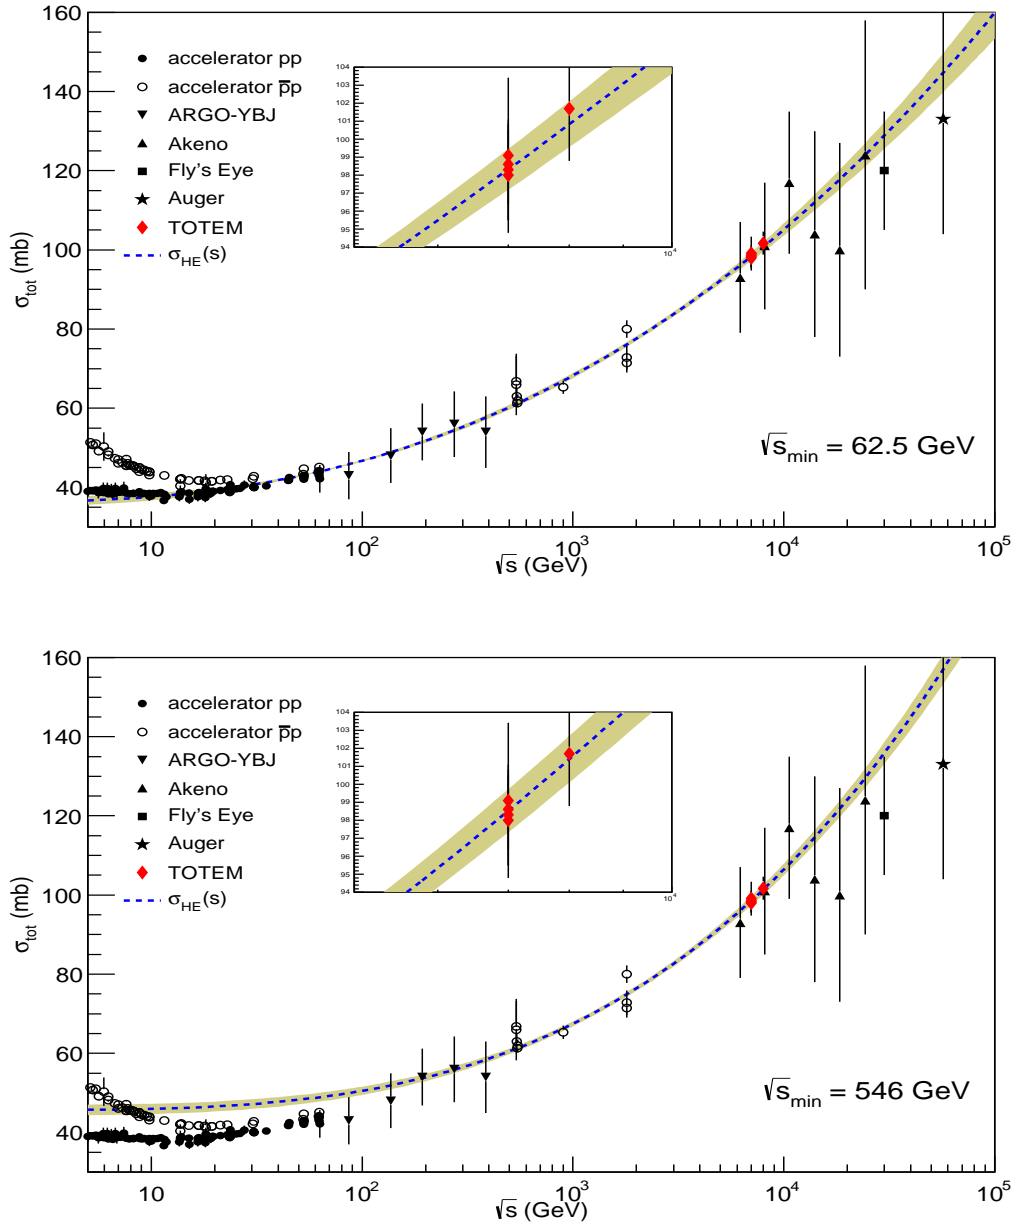 160
140
120
100
80
60
40
σtot (mb)
accelerator pp
accelerator p̅p
ARGO-YBJ
Akeno
Fly's Eye
Auger
TOTEM
σHE(s)
104
103
102
101
100
99
98
97
96
95
94
10⁴
√s̅min = 62.5 GeV
10
10²
10³
10⁴
10⁵
√s̅ (GeV)
160
140
120
100
80
60
40
σtot (mb)
accelerator pp
accelerator p̅p
ARGO-YBJ
Akeno
Fly's Eye
Auger
TOTEM
σHE(s)
104
103
102
101
100
99
98
97
96
95
94
10⁴
√s̅min = 546 GeV
10
10²
10³
10⁴
10⁵
√s̅ (GeV)